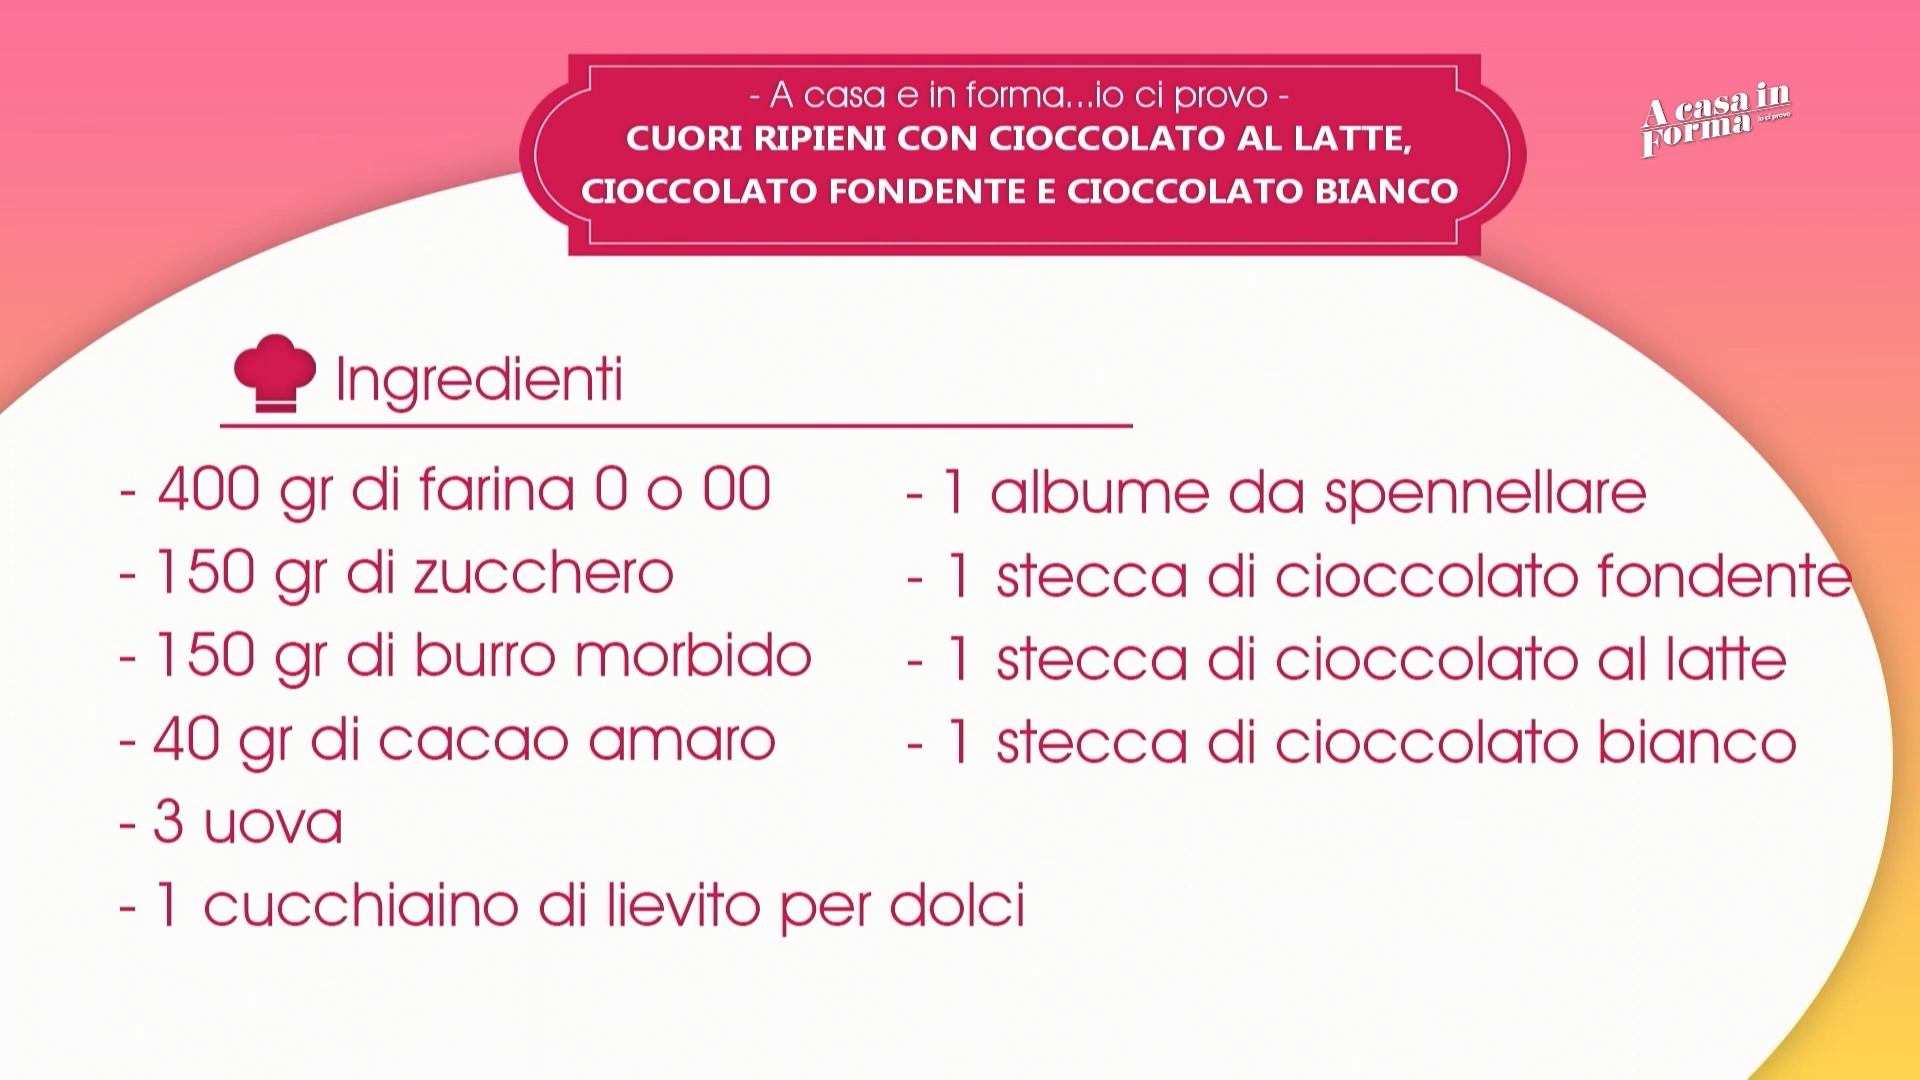 - A casa e in forma...io ci provo -
CUORI RIPIENI CON CIOCCOLATO AL LATTE,
CIOCCOLATO FONDENTE E CIOCCOLATO BIANCO
A casa in
Forma
io ci provo
Ingredienti
- 400 gr di farina 0 o 00
- 150 gr di zucchero
- 150 gr di burro morbido
- 40 gr di cacao amaro
- 3 uova
- 1 cucchiaino di lievito per dolci
- 1 albume da spennellare
- 1 stecca di cioccolato fondente
- 1 stecca di cioccolato al latte
- 1 stecca di cioccolato bianco